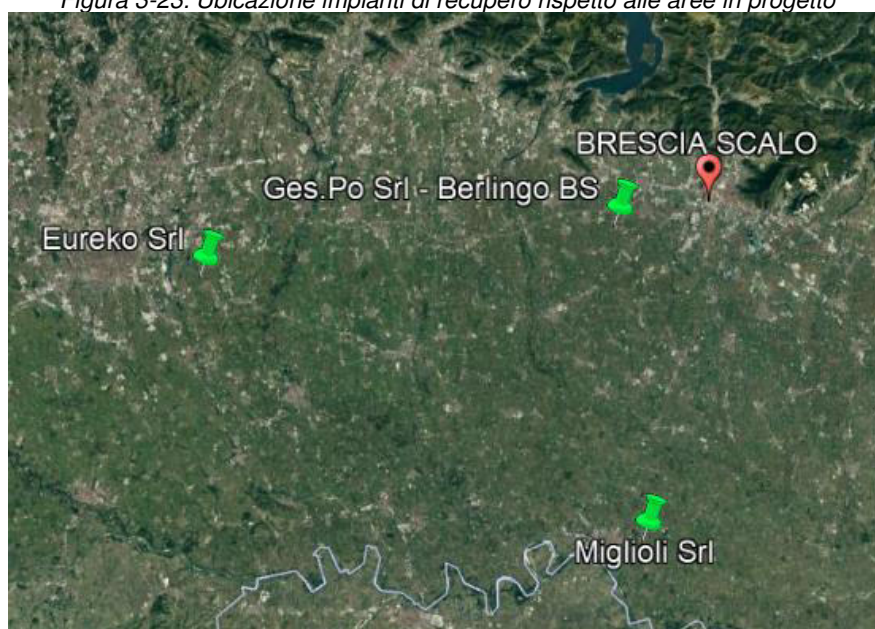 Figura 3-23: Ubicazione Impianti di recupero rispetto alle aree in progetto
BRESCIA SCALO
Ges.Po Srl - Berlingo BS
Eureko Srl
Miglioli Srl